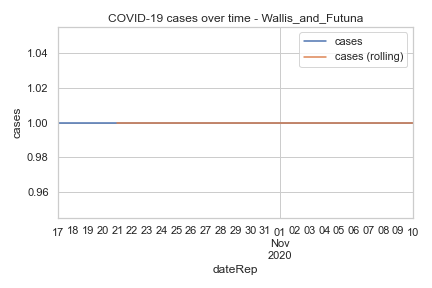 COVID-19 cases over time - Wallis_and_Futuna
cases
cases (rolling)
1.04
1.02
1.00
0.98
0.96
cases
17 18 19 20 21 22 23 24 25 26 27 28 29 30 31 01 02 03 04 05 06 07 08 09 10
Nov
2020
dateRep